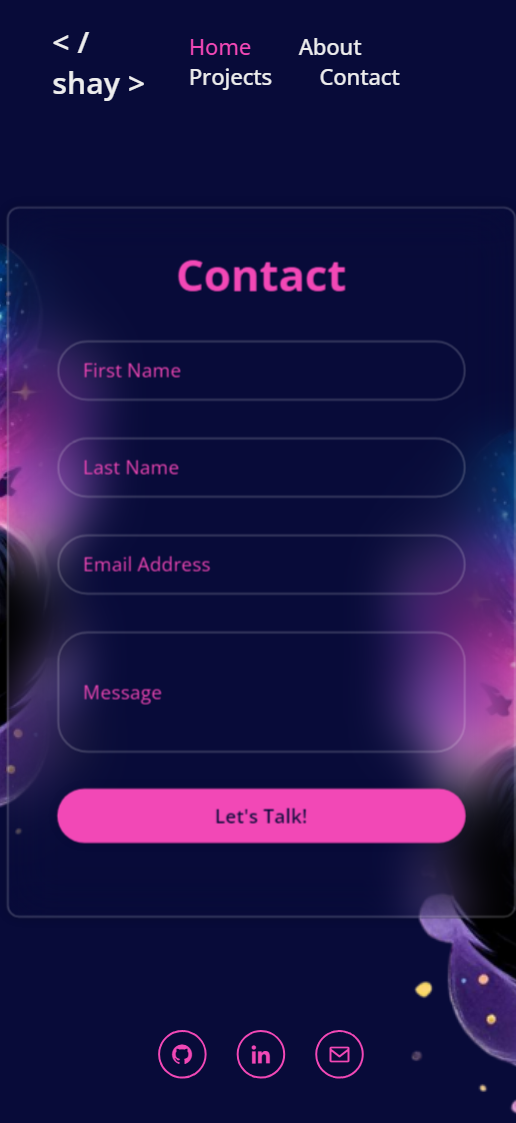 < /
shay >
Home About
Projects Contact
Contact
First Name
Last Name
Email Address
Message
Let's Talk!
in